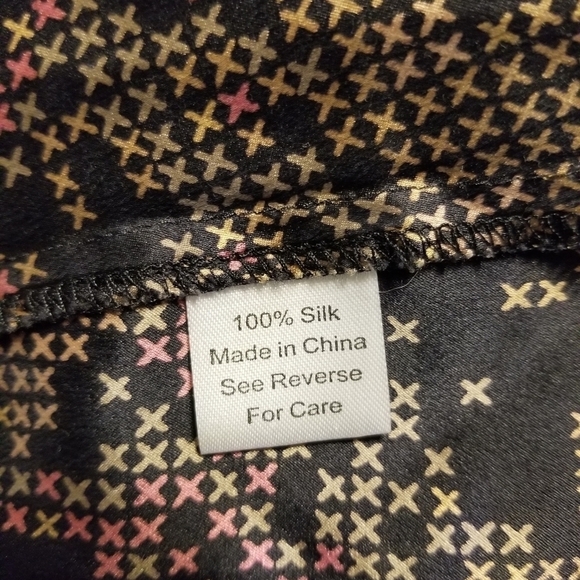 100% Silk
Made in China
See Reverse
For Care